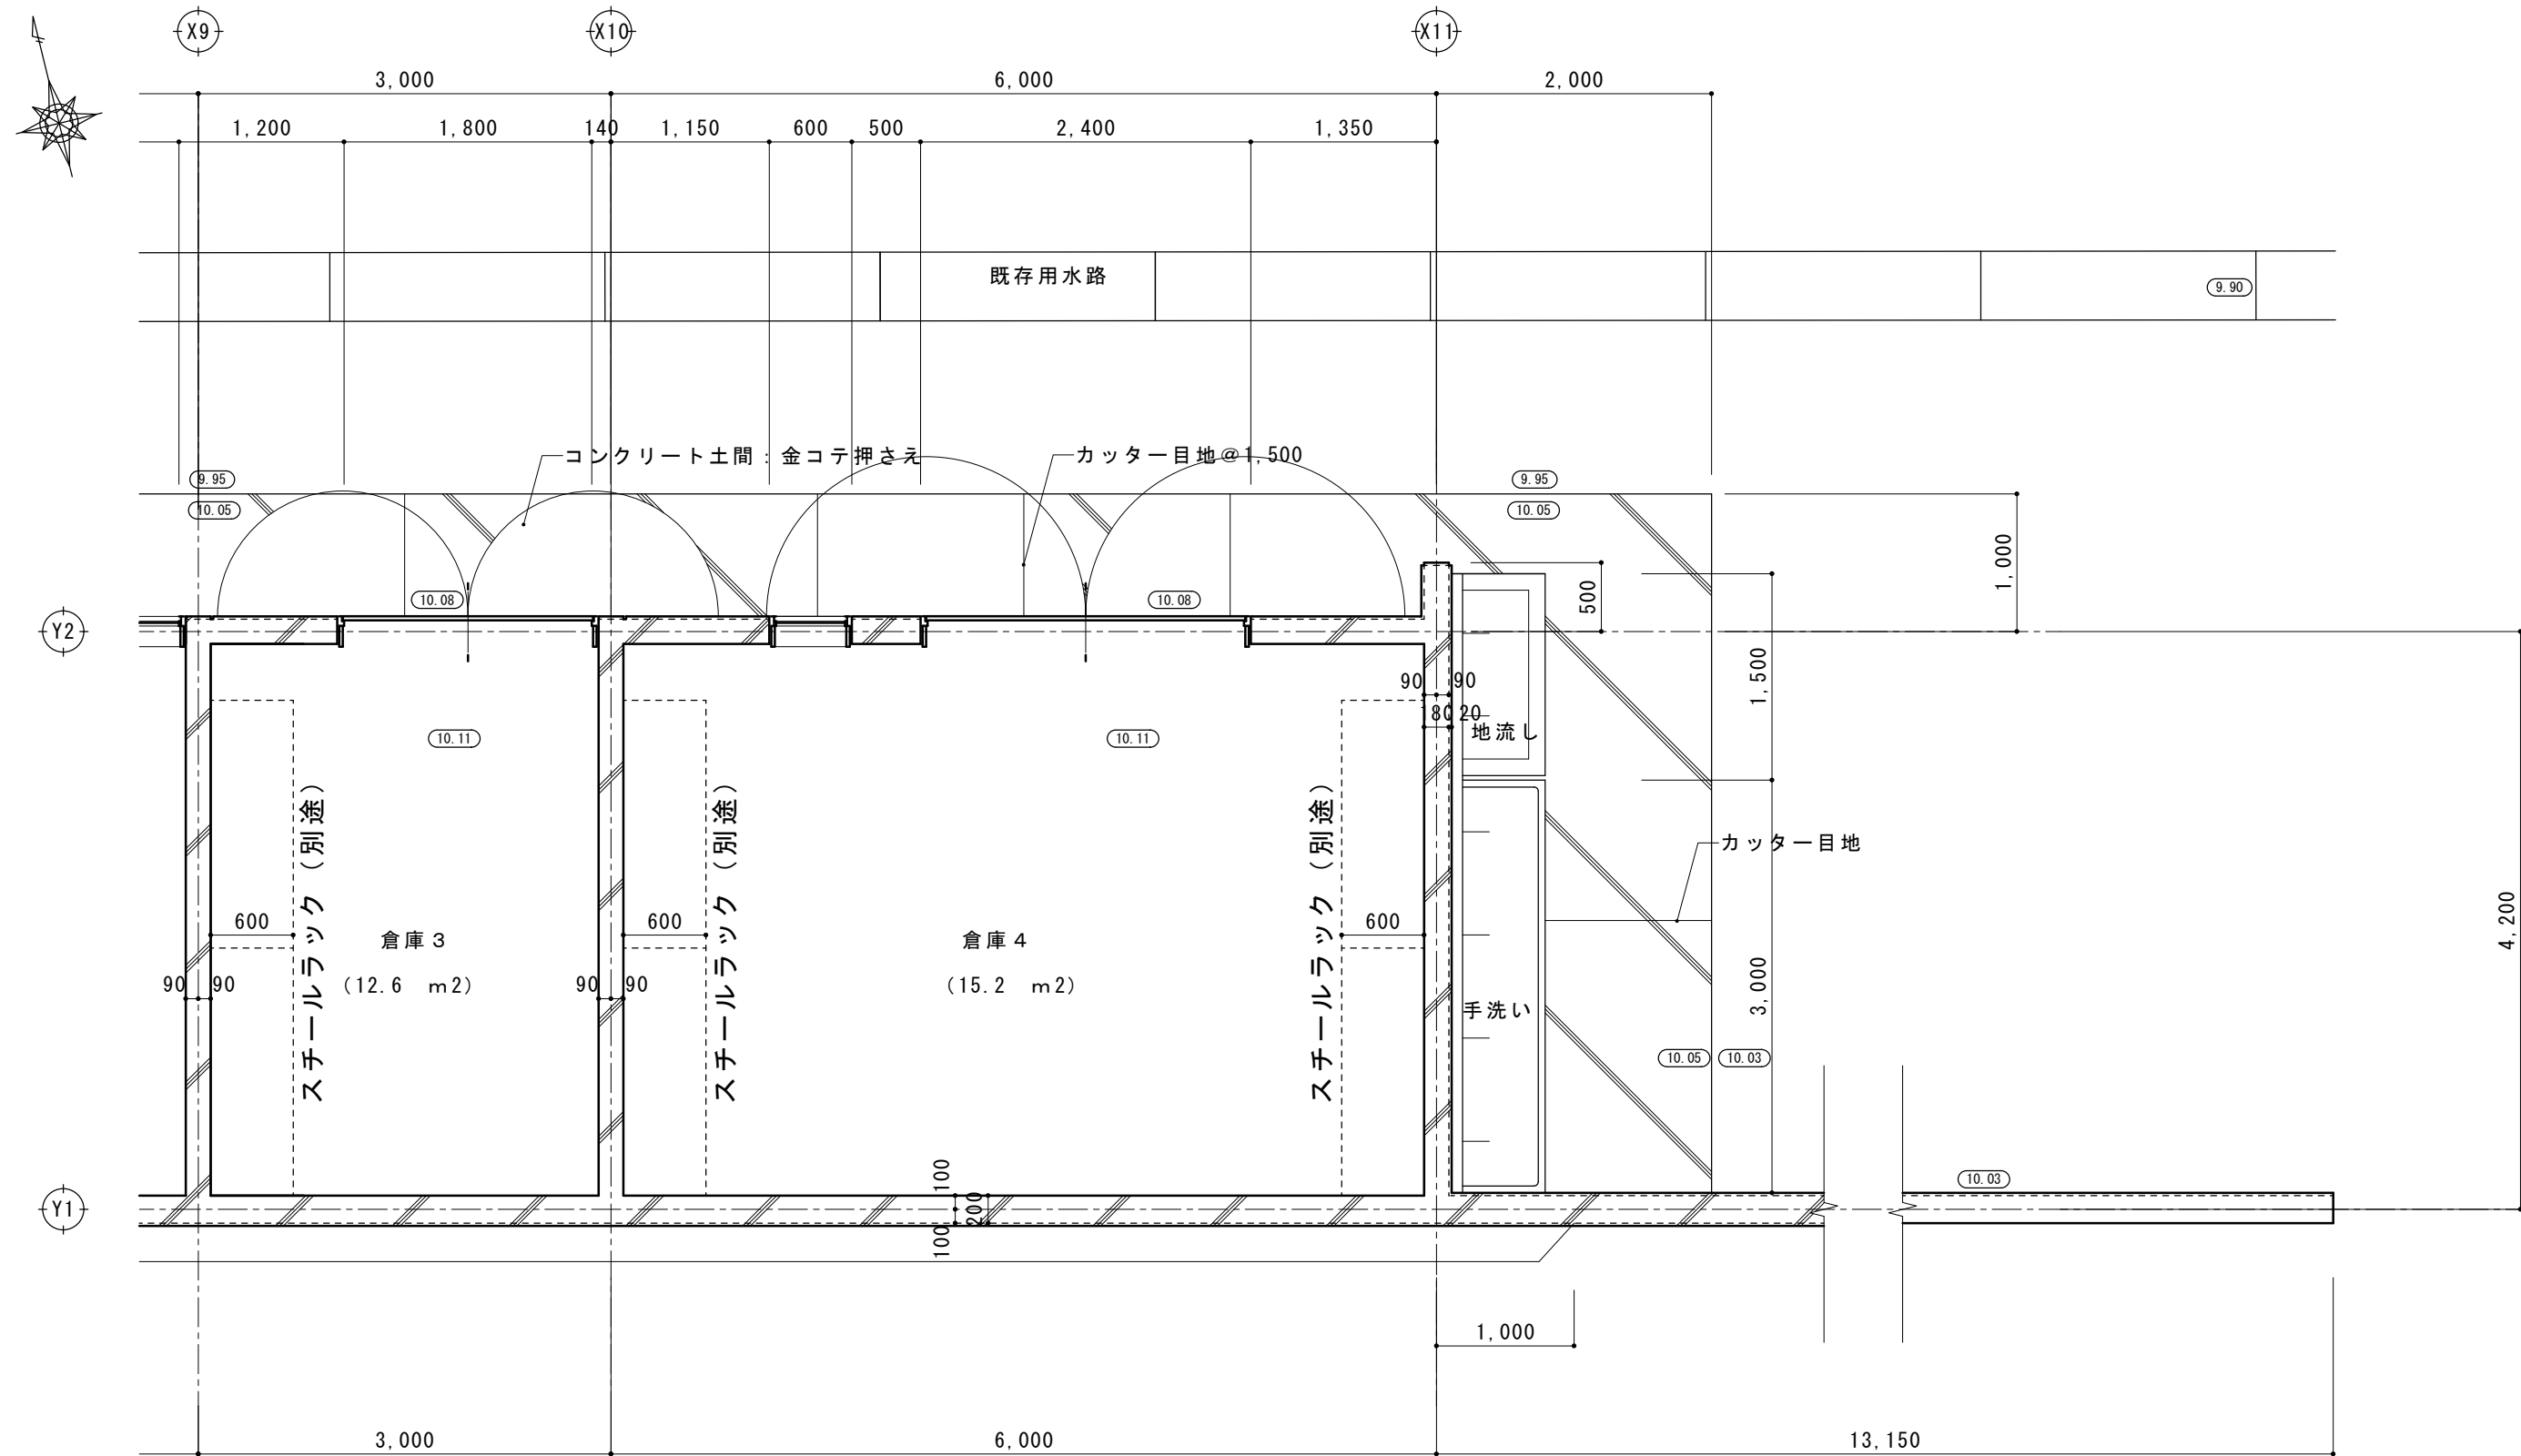 X9
X10
X11
3,000
6,000
2,000
1,200
1,800
140
1,150
600
500
2,400
1,350
既存用水路
9.90
コンクリート土間：金コテ押さえ
カッター目地@1,500
9.95
10.05
9.95
10.05
1,000
500
10.08
10.08
Y2
90
90
180
20
地流し
1,500
10.11
10.11
スチールラック（別途）
スチールラック（別途）
スチールラック（別途）
カッター目地
4,200
600
600
600
倉庫３
倉庫４
（12.6 ｍ2）
（15.2 ｍ2）
90
90
90
90
3,000
手洗い
10.05
10.03
100
200
100
10.03
Y1
1,000
3,000
6,000
13,150